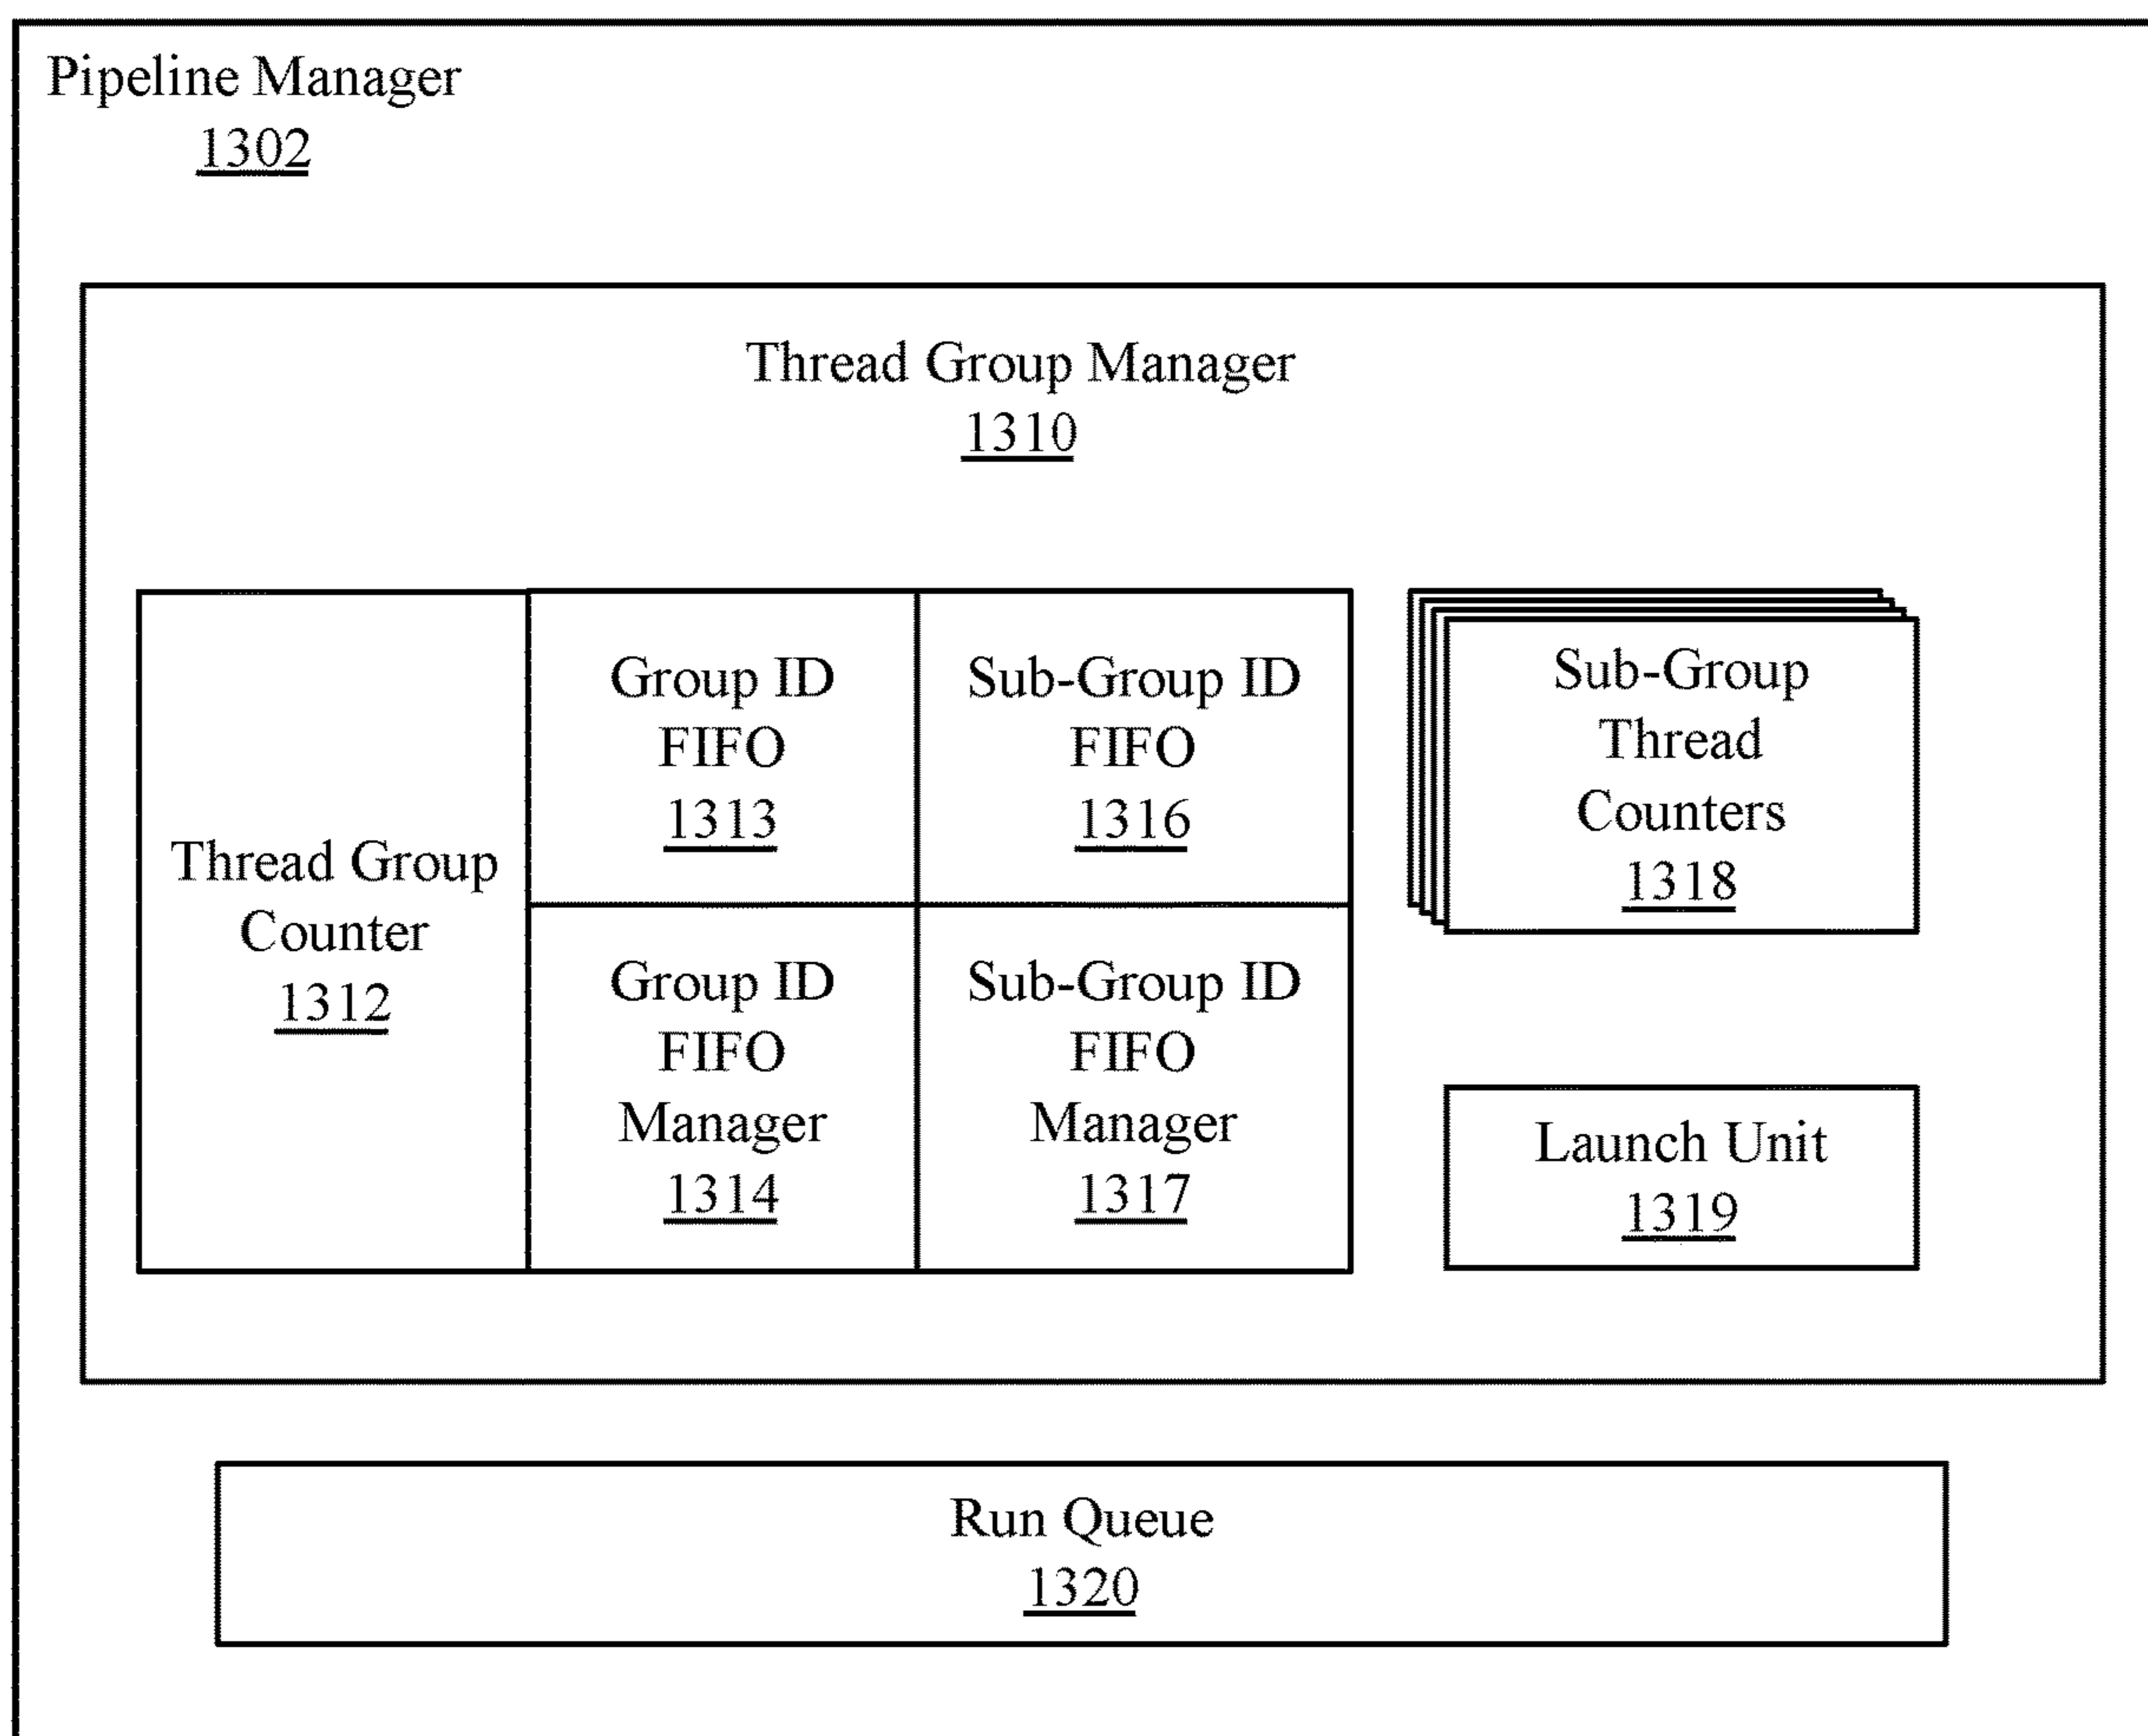 Pipeline Manager
1302
Thread Group Manager
1310
Thread Group
Counter
1312
Group ID
FIFO
1313
Sub-Group ID
FIFO
1316
Group ID
FIFO
Manager
1314
Sub-Group ID
FIFO
Manager
1317
Sub-Group
Thread
Counters
1318
Launch Unit
1319
Run Queue
1320